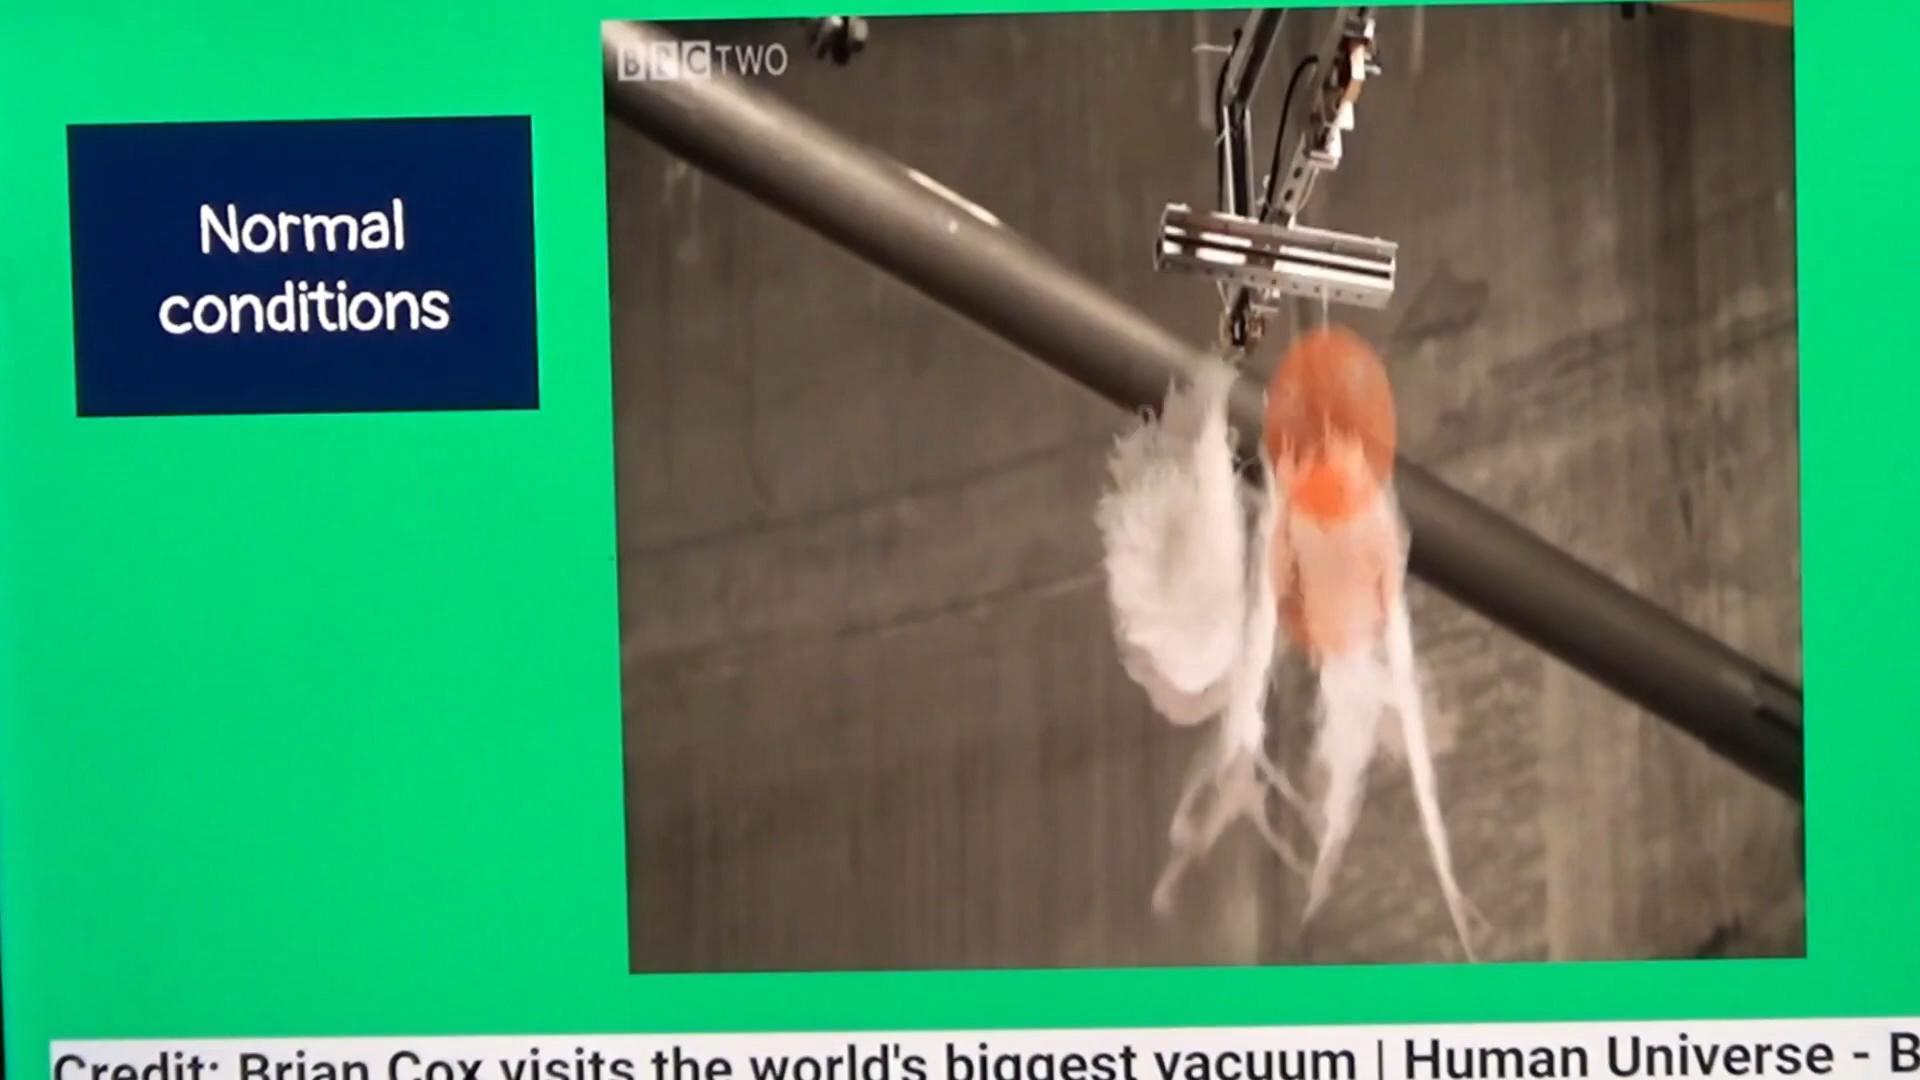 BBC TWO
Normal
conditions
Credit: Brian Cox visits the world's biggest vacuum | Human Universe - B